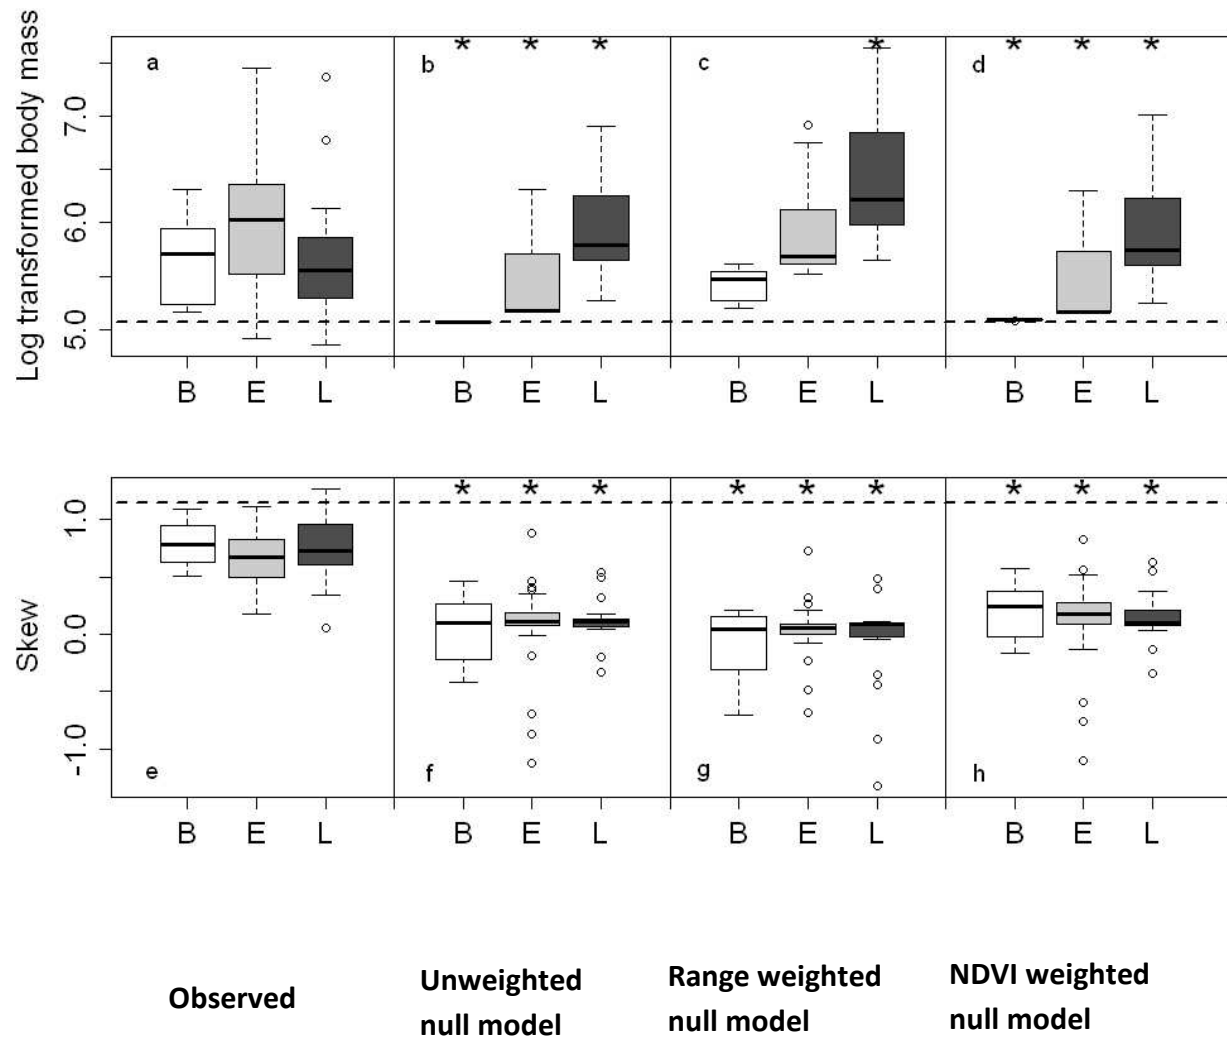 Log transformed body mass
7.0
6.0
5.0
a
b
c
d
* * *
*
* * *
B E L B E L B E L B E L
Skew
1.0
0.0
-1.0
* * *
* * *
* * *
e
f
g
h
B E L B E L B E L B E L
Observed
Unweighted
null model
Range weighted
null model
NDVI weighted
null model